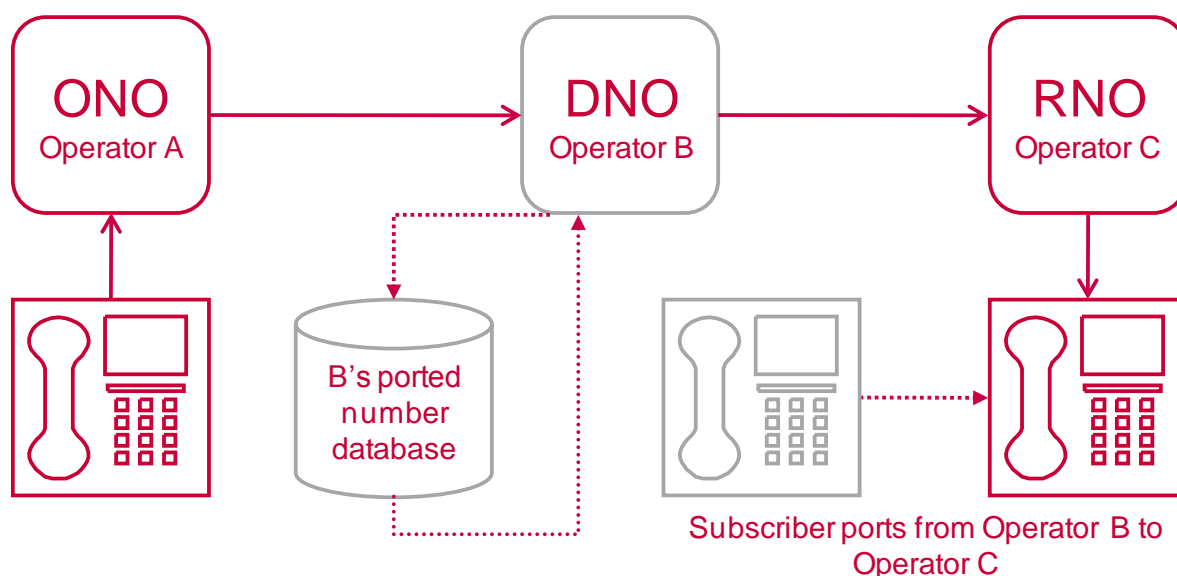 ONO
Operator A
DNO
Operator B
RNO
Operator C
B's ported
number
database
Subscriber ports from Operator B to
Operator C